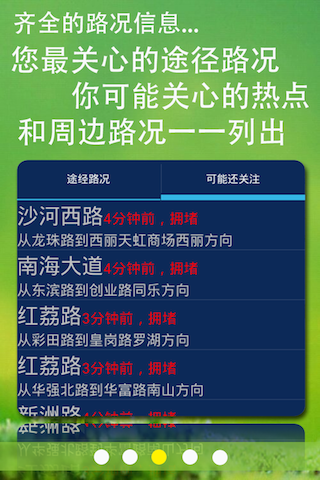 齐全的路况信息...
您最关心的途径路况
你可能关心的热点
和周边路况一一列出
途经路况 可能还关注
沙河西路4分钟前，拥堵
从龙珠路到西丽天虹商场西丽方向
南海大道4分钟前，拥堵
从东滨路到创业路同乐方向
红荔路3分钟前，拥堵
从彩田路到皇岗路罗湖方向
红荔路3分钟前，拥堵
从华强北路到华富路南山方向
新洲路